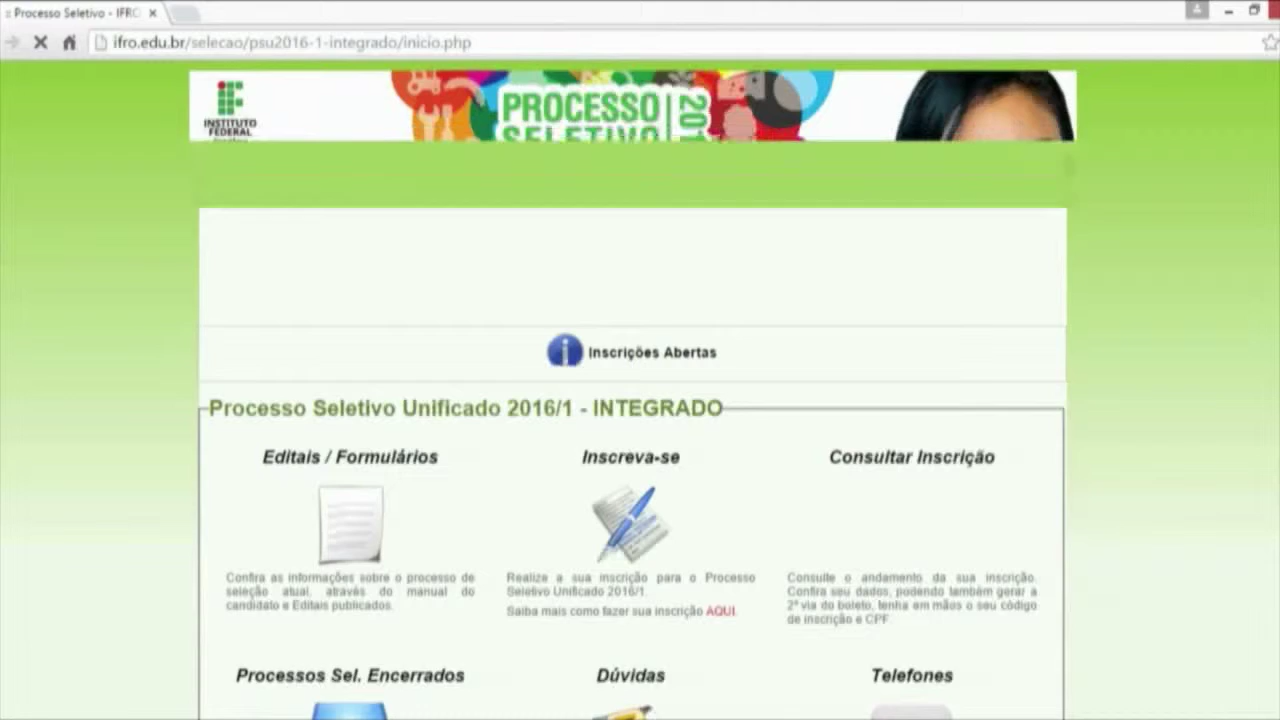 :: Processo Seletivo - IFRO
ifro.edu.br/selecao/psu2016-1-integrado/inicio.php
INSTITUTO
FEDERAL
PROCESSO
SELETIVO
Inscrições Abertas
Processo Seletivo Unificado 2016/1 - INTEGRADO
Editais / Formulários
Confira as informações sobre o processo de
seleção atual, através do manual do
candidato e Editais publicados.
Inscreva-se
Realize a sua inscrição para o Processo
Seletivo Unificado 2016/1.
Saiba mais como fazer sua inscrição AQUI.
Consultar Inscrição
Consulte o andamento da sua inscrição.
Confira seu dados, podendo também gerar a
2ª via do boleto, tenha em mãos o seu código
de inscrição e CPF.
Processos Sel. Encerrados
Dúvidas
Telefones